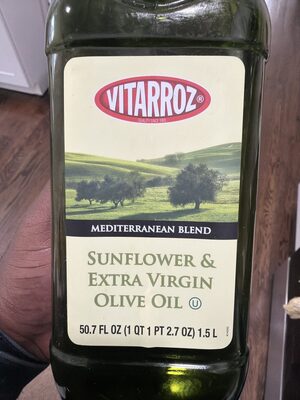 VITARROZ®
MEDITERRANEAN BLEND
SUNFLOWER &
EXTRA VIRGIN
OLIVE OIL Ⓤ
50.7 FL OZ (1 QT 1 PT 2.7 OZ) 1.5 L